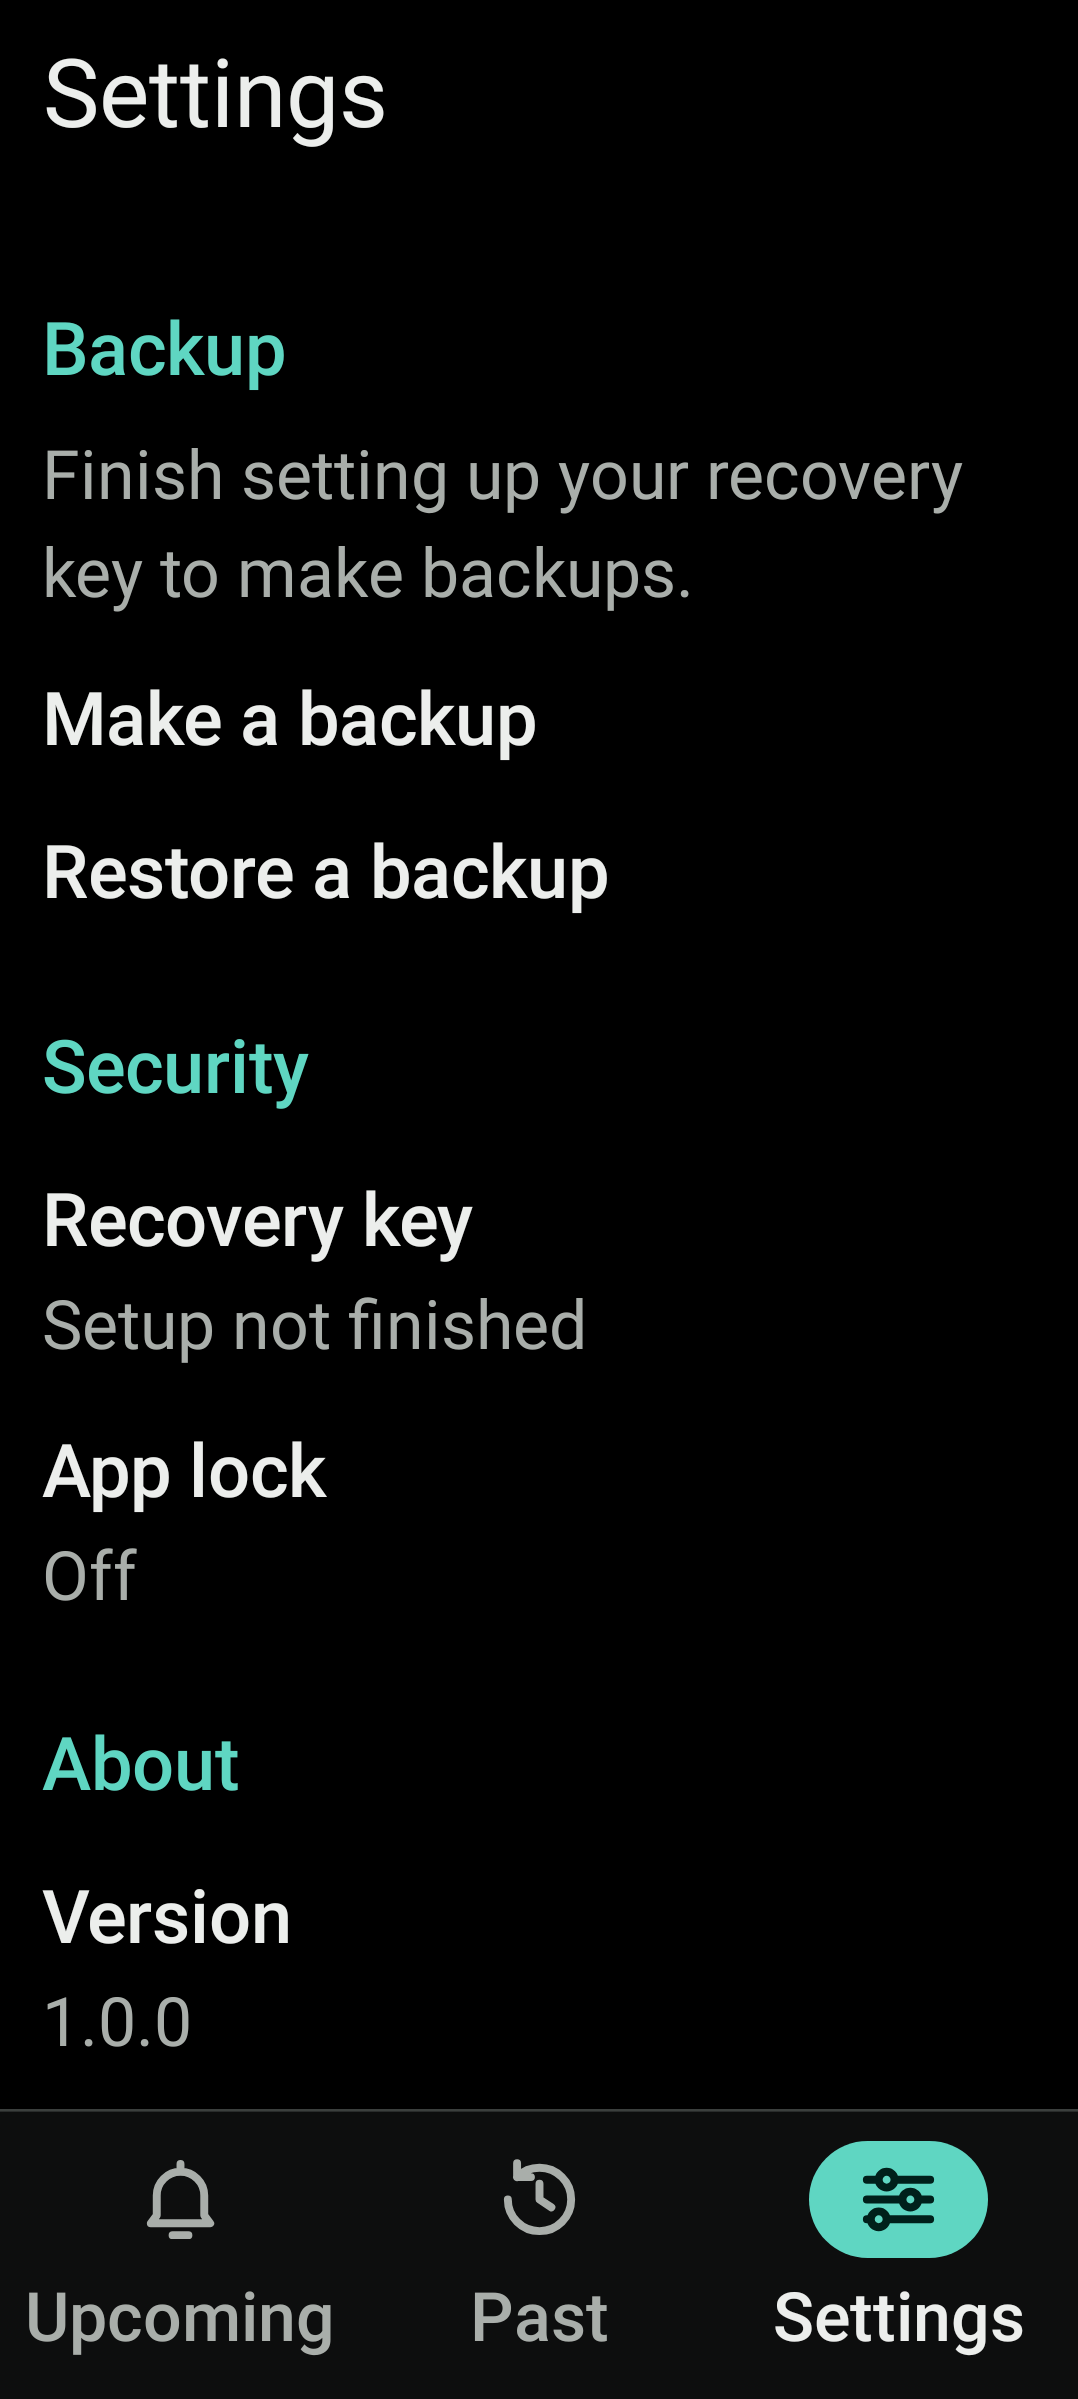 Settings
Backup
Finish setting up your recovery
key to make backups.
Make a backup
Restore a backup
Security
Recovery key
Setup not finished
App lock
Off
About
Version
1.0.0
Upcoming
Past
Settings